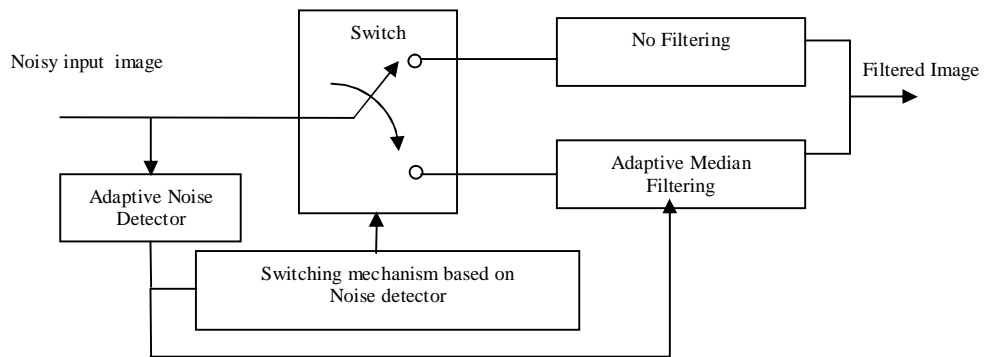 Switch
No Filtering
Noisy input image
Filtered Image
Adaptive Median
Filtering
Adaptive Noise
Detector
Switching mechanism based on
Noise detector